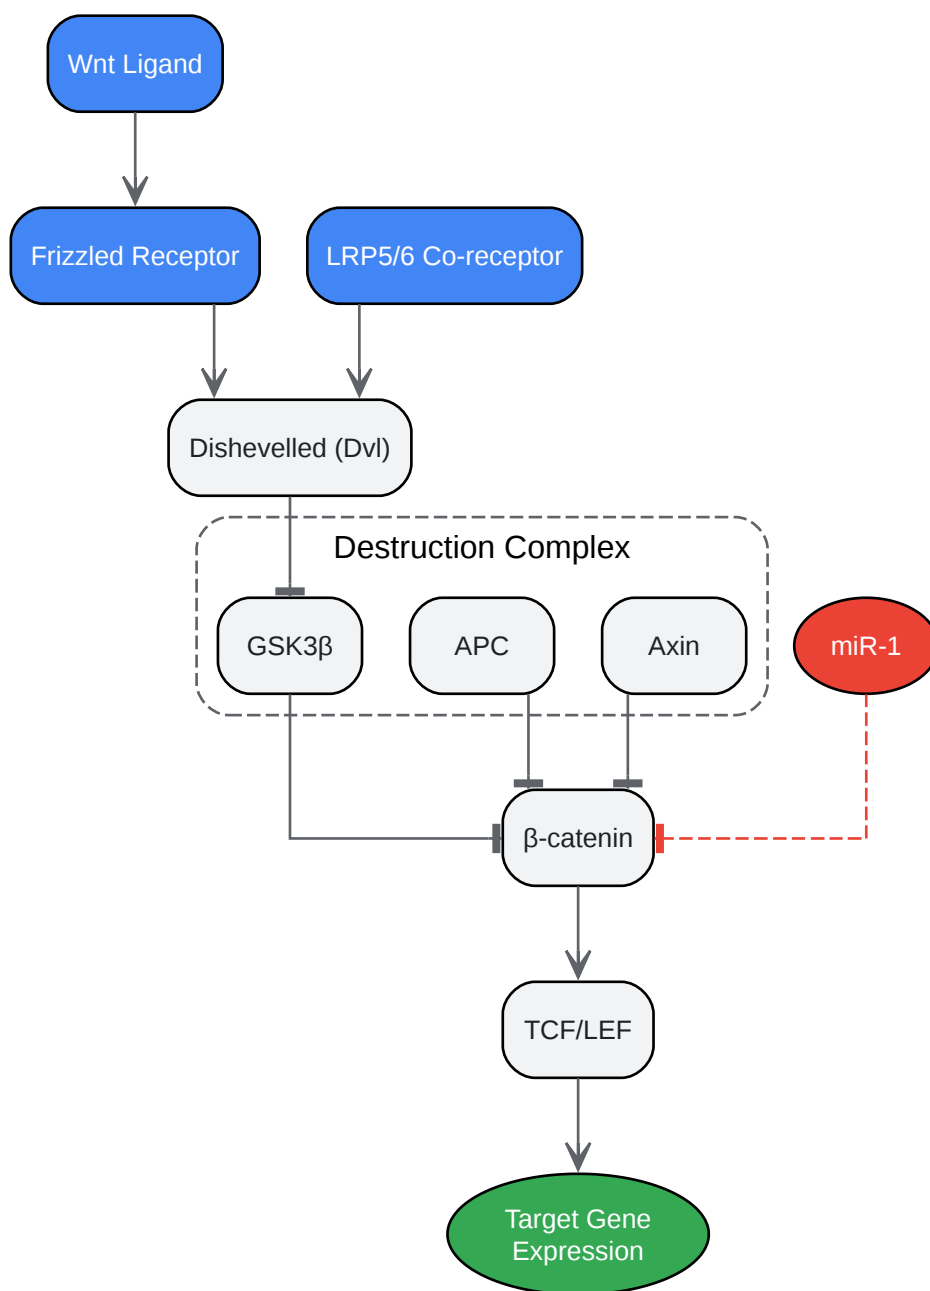 Wnt Ligand
Frizzled Receptor
LRP5/6 Co-receptor
Dishevelled (Dvl)
Destruction Complex
GSK3β
APC
Axin
miR-1
β-catenin
TCF/LEF
Target Gene
Expression